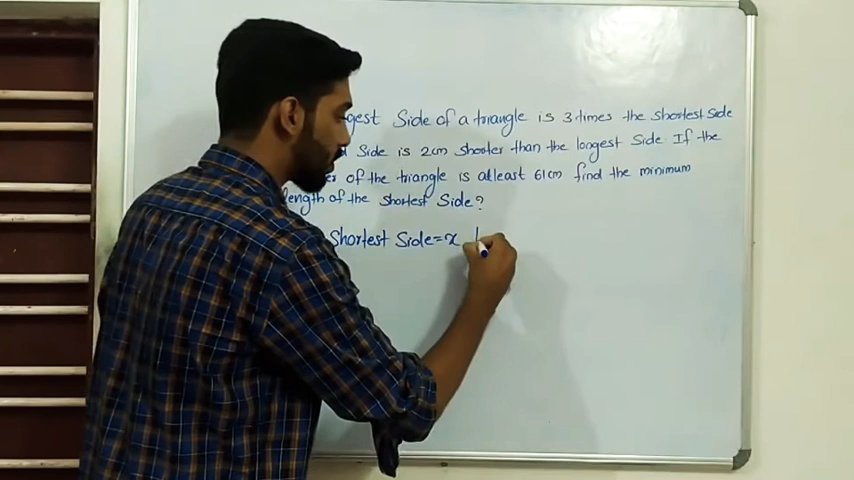 Side of a triangle is 3 times the shortest Side
Side is 2cm shorter than the longest Side. If the
of the triangle is atleast 61cm find the minimum
length of the shortest Side?
Shortest Side = x